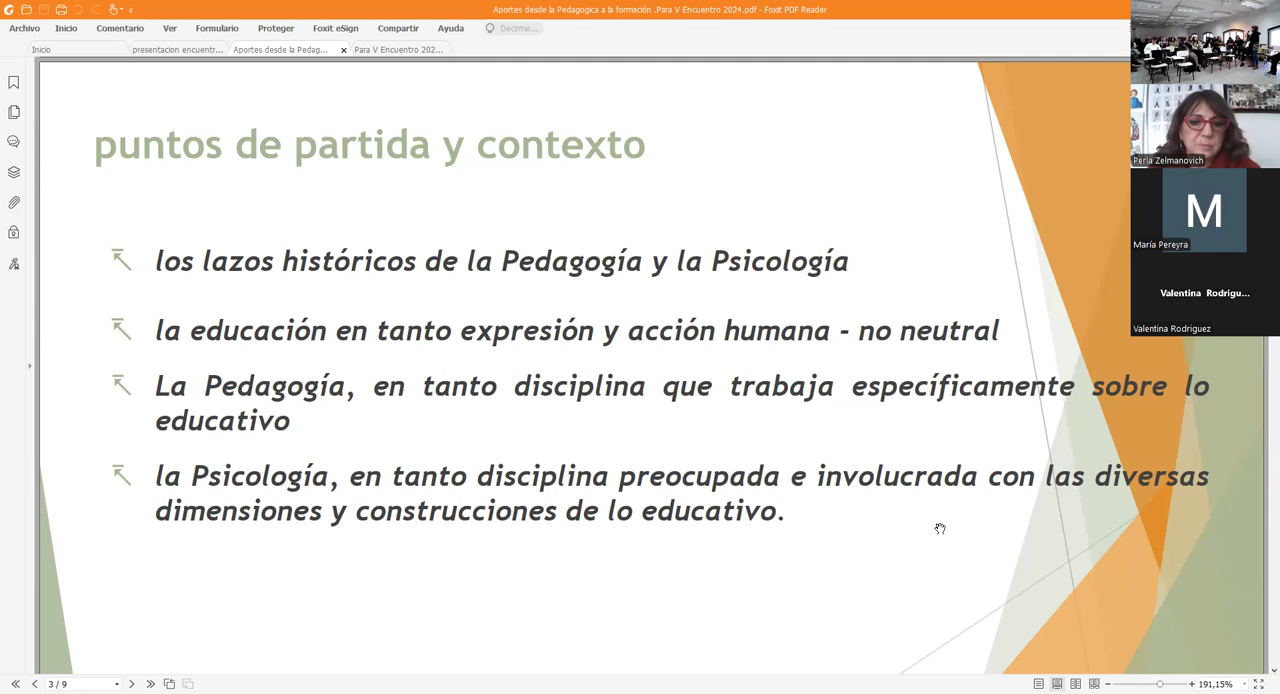 Aportes desde la Pedagogica a la formación .Para V Encuentro 2024.pdf - Foxit PDF Reader
Archivo Inicio Comentario Ver Formulario Proteger Foxit eSign Compartir Ayuda Decirme...
Inicio presentacion encuentr... Aportes desde la Pedag... Para V Encuentro 202...
puntos de partida y contexto
los lazos históricos de la Pedagogía y la Psicología
la educación en tanto expresión y acción humana - no neutral
La Pedagogía, en tanto disciplina que trabaja específicamente sobre lo
educativo
la Psicología, en tanto disciplina preocupada e involucrada con las diversas
dimensiones y construcciones de lo educativo.
Perla Zelmanovich
M
María Pereyra
Valentina Rodrigu...
Valentina Rodriguez
3 / 9
191,15%